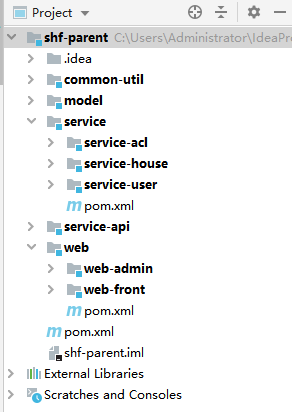 Project
shf-parent C:\Users\Administrator\IdeaPro
.idea
common-util
model
service
service-acl
service-house
service-user
pom.xml
service-api
web
web-admin
web-front
pom.xml
pom.xml
shf-parent.iml
External Libraries
Scratches and Consoles